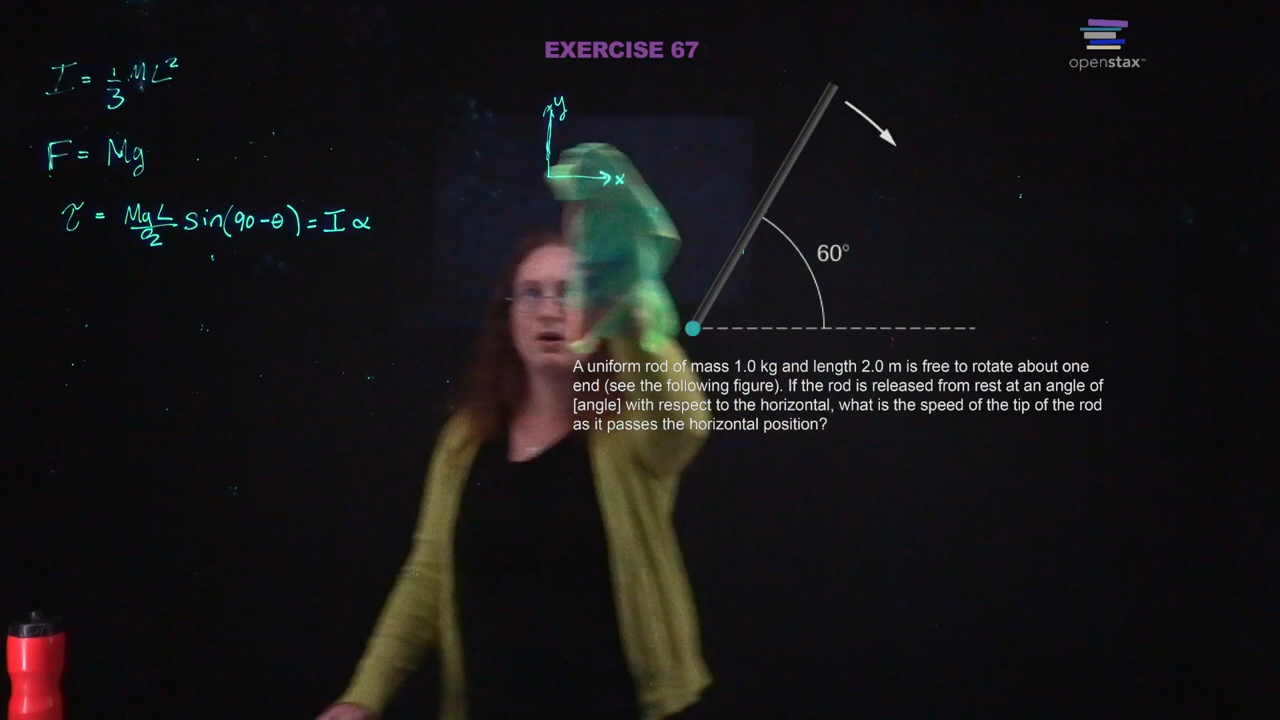 EXERCISE 67
openstax™
I = 1/3 ML²
F = Mg
τ = MgL/2 sin(90-θ) = Iα
y
x
60°
A uniform rod of mass 1.0 kg and length 2.0 m is free to rotate about one
end (see the following figure). If the rod is released from rest at an angle of
[angle] with respect to the horizontal, what is the speed of the tip of the rod
as it passes the horizontal position?